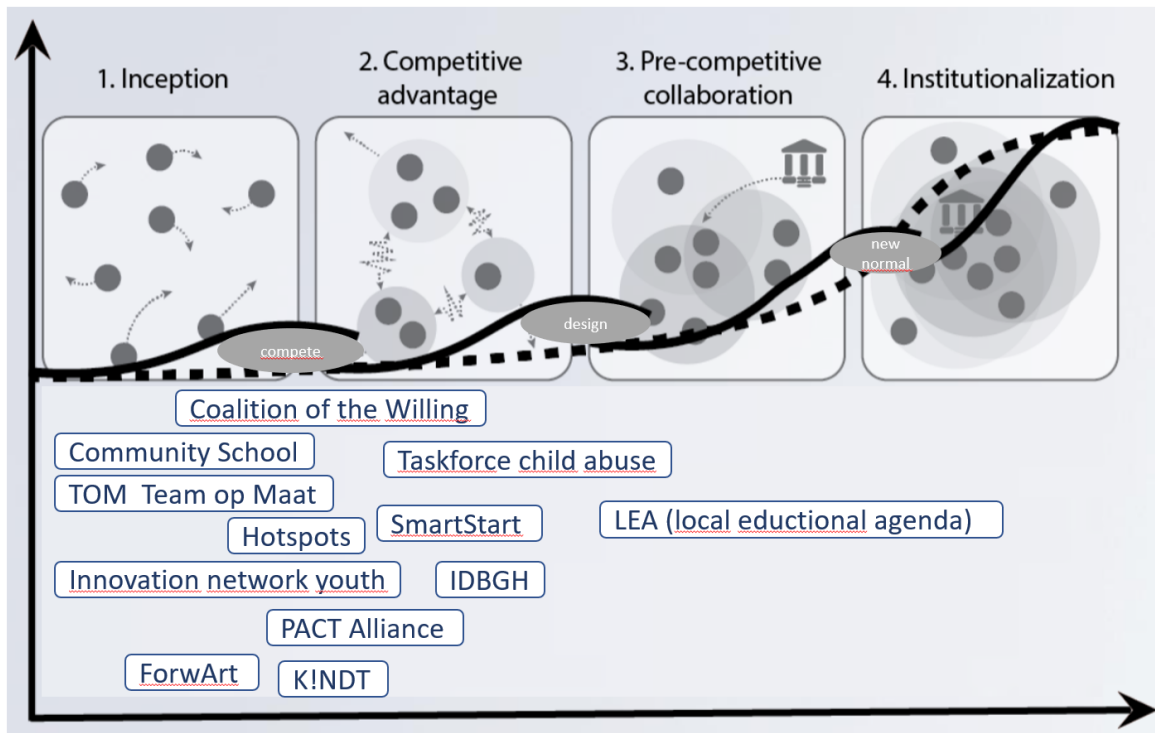 1. Inception
2. Competitive
advantage
3. Pre-competitive
collaboration
4. Institutionalization
compete
design
new
normal
Coalition of the Willing
Community School
Taskforce child abuse
TOM  Team op Maat
SmartStart
LEA (local eductional agenda)
Hotspots
Innovation network youth
IDBGH
PACT Alliance
ForwArt
K!NDT